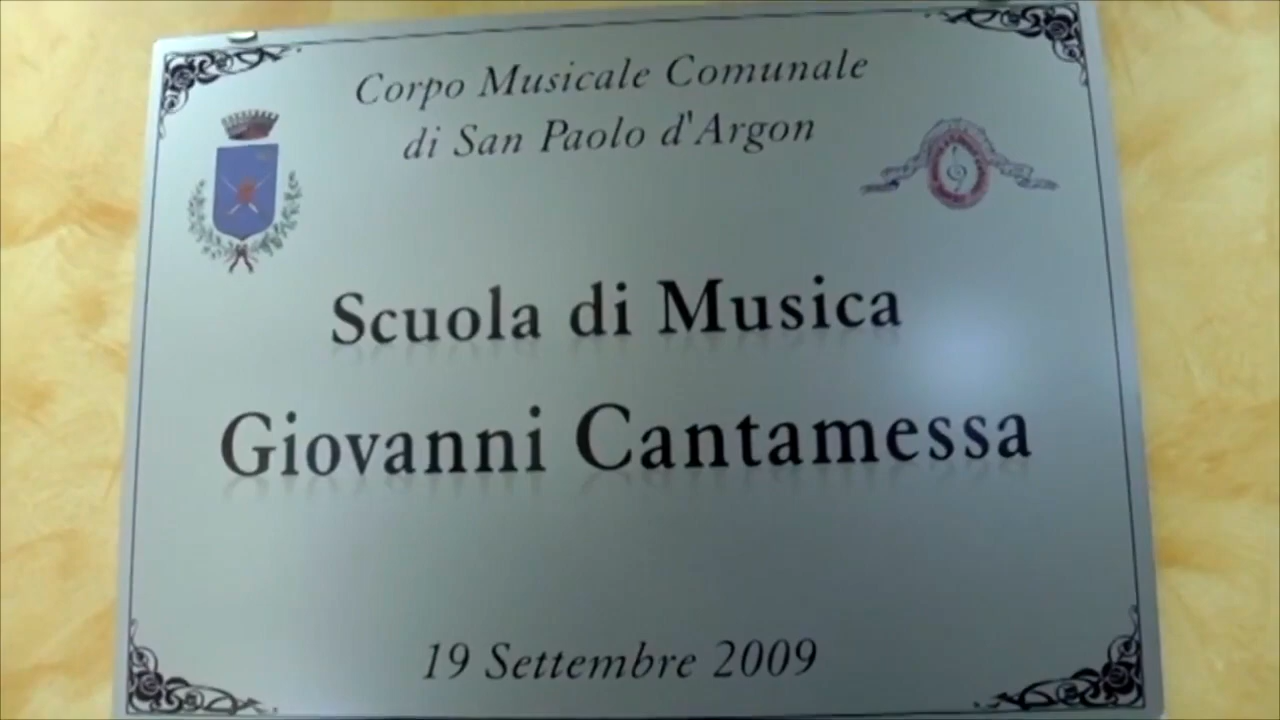 Corpo Musicale Comunale
di San Paolo d'Argon
Scuola di Musica
Giovanni Cantamessa
19 Settembre 2009